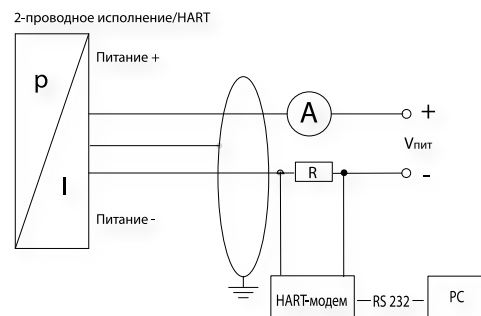 2-проводное исполнение/HART
Питание +
p
A
+
Vпит
I
R
-
Питание -
HART-модем
RS 232
PC